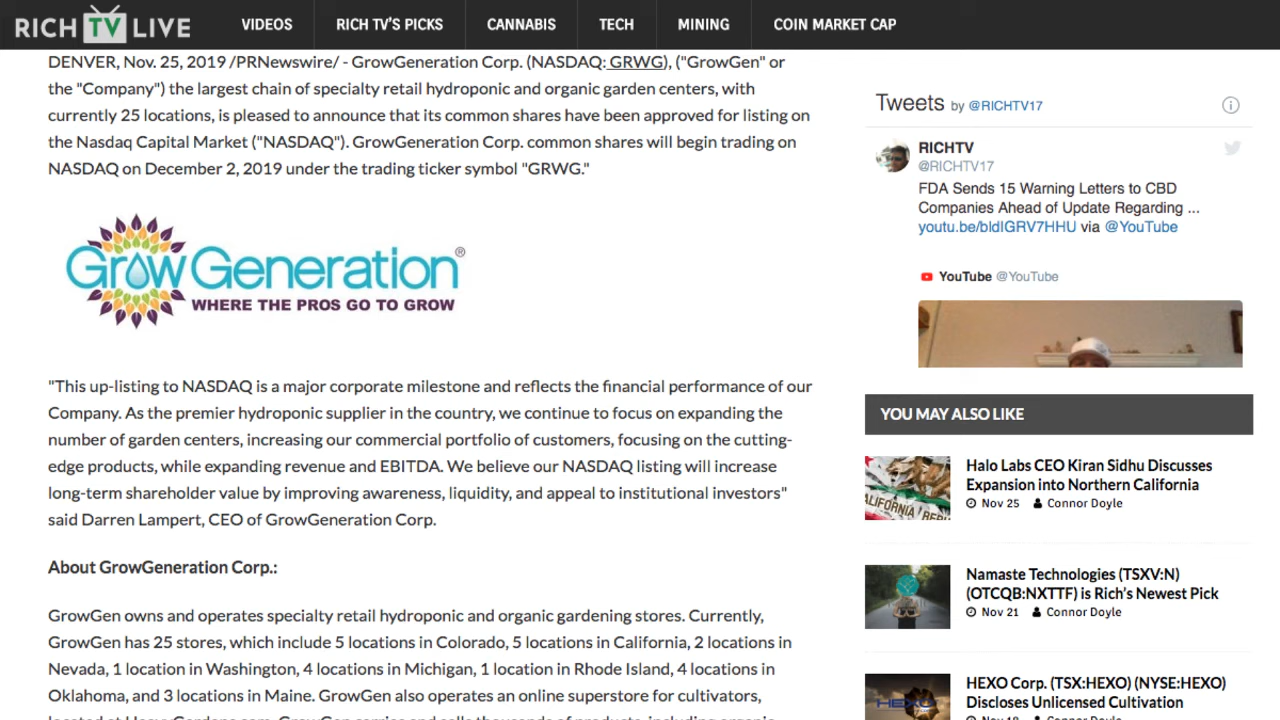 RICH TV LIVE
VIDEOS
RICH TV'S PICKS
CANNABIS
TECH
MINING
COIN MARKET CAP
DENVER, Nov. 25, 2019 /PRNewswire/ - GrowGeneration Corp. (NASDAQ: GRWG), ("GrowGen" or
the "Company") the largest chain of specialty retail hydroponic and organic garden centers, with
currently 25 locations, is pleased to announce that its common shares have been approved for listing on
the Nasdaq Capital Market ("NASDAQ"). GrowGeneration Corp. common shares will begin trading on
NASDAQ on December 2, 2019 under the trading ticker symbol "GRWG."
GrowGeneration®
WHERE THE PROS GO TO GROW
"This up-listing to NASDAQ is a major corporate milestone and reflects the financial performance of our
Company. As the premier hydroponic supplier in the country, we continue to focus on expanding the
number of garden centers, increasing our commercial portfolio of customers, focusing on the cutting-
edge products, while expanding revenue and EBITDA. We believe our NASDAQ listing will increase
long-term shareholder value by improving awareness, liquidity, and appeal to institutional investors"
said Darren Lampert, CEO of GrowGeneration Corp.
About GrowGeneration Corp.:
GrowGen owns and operates specialty retail hydroponic and organic gardening stores. Currently,
GrowGen has 25 stores, which include 5 locations in Colorado, 5 locations in California, 2 locations in
Nevada, 1 location in Washington, 4 locations in Michigan, 1 location in Rhode Island, 4 locations in
Oklahoma, and 3 locations in Maine. GrowGen also operates an online superstore for cultivators,
Tweets by @RICHTV17
RICHTV
@RICHTV17
FDA Sends 15 Warning Letters to CBD
Companies Ahead of Update Regarding ...
youtu.be/bldIGRV7HHU via @YouTube
YouTube @YouTube
YOU MAY ALSO LIKE
Halo Labs CEO Kiran Sidhu Discusses
Expansion into Northern California
Nov 25 Connor Doyle
Namaste Technologies (TSXV:N)
(OTCQB:NXTTF) is Rich's Newest Pick
Nov 21 Connor Doyle
HEXO Corp. (TSX:HEXO) (NYSE:HEXO)
Discloses Unlicensed Cultivation